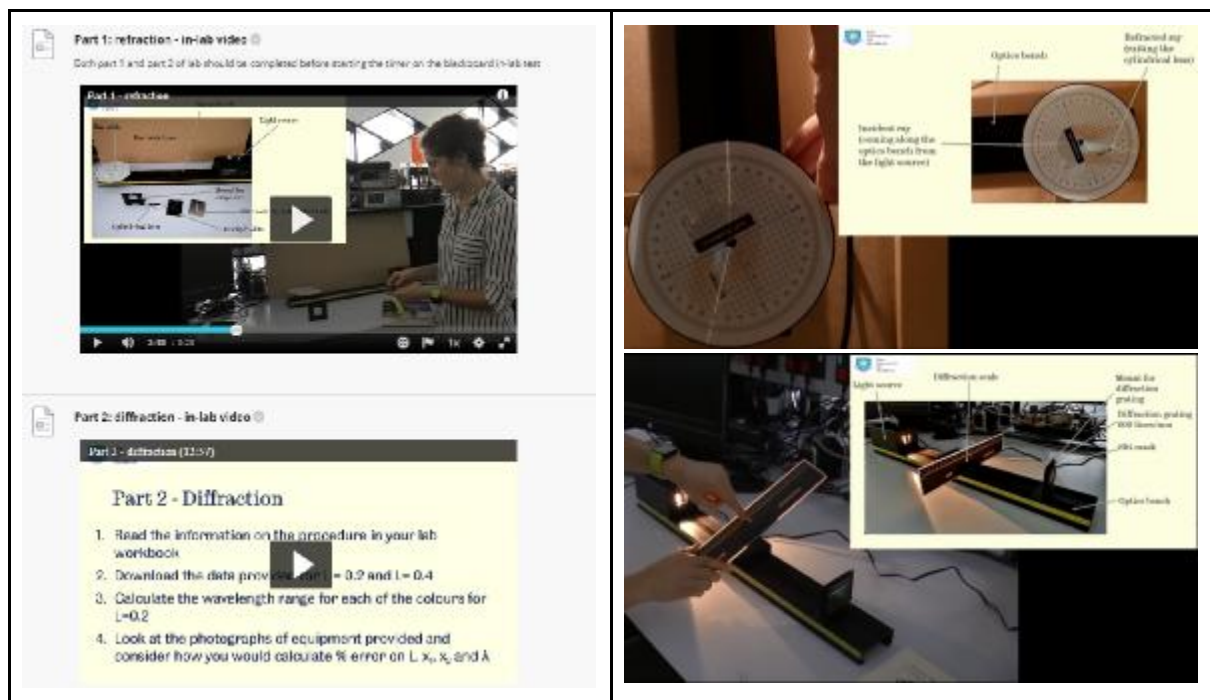 Part 1: refraction - in-lab video
Both part 1 and part 2 of lab should be completed before starting the timer on the blackboard in-lab test
Part 1 - refraction
Light source
Part 2: diffraction - in-lab video
Part 2 - diffraction (12:57)
Part 2 - Diffraction
1. Read the information on the procedure in your lab
workbook
2. Download the data provided for L = 0.2 and L= 0.4
3. Calculate the wavelength range for each of the colours for
L=0.2
4. Look at the photographs of equipment provided and
consider how you would calculate % error on L, and λ
1x
Optics bench
Refracted ray
(exiting the
cylindrical lens)
Incident ray
(coming along the
optics bench from
the light source)
Light source
Diffraction scale
Mount for
diffraction
grating
Diffraction grating
lines/mm
Slit mask
Optics bench